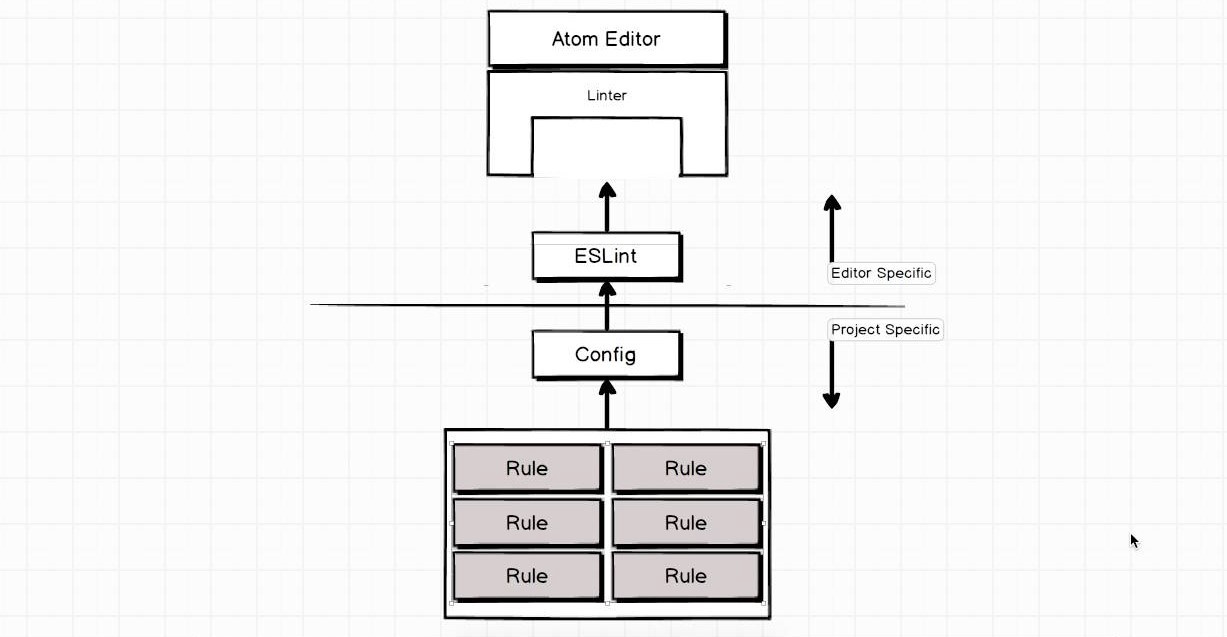 Atom Editor
Linter
ESLint
Editor Specific
Project Specific
Config
Rule Rule
Rule Rule
Rule Rule